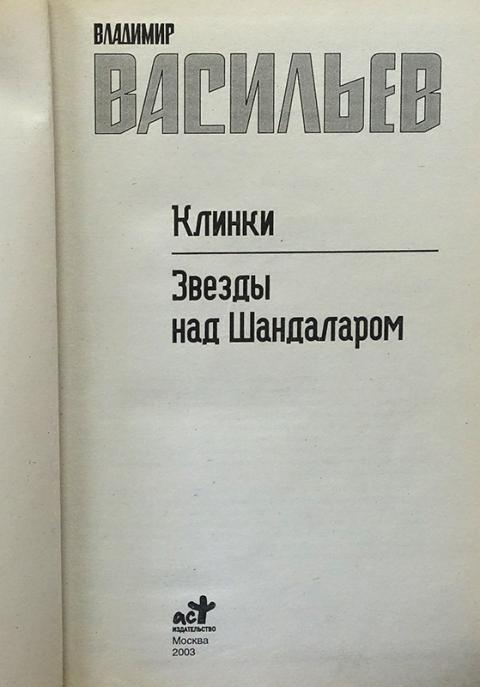 ВЛАДИМИР
ВАСИЛЬЕВ
Клинки
Звезды
над Шандаларом
аст
ИЗДАТЕЛЬСТВО
Москва
2003